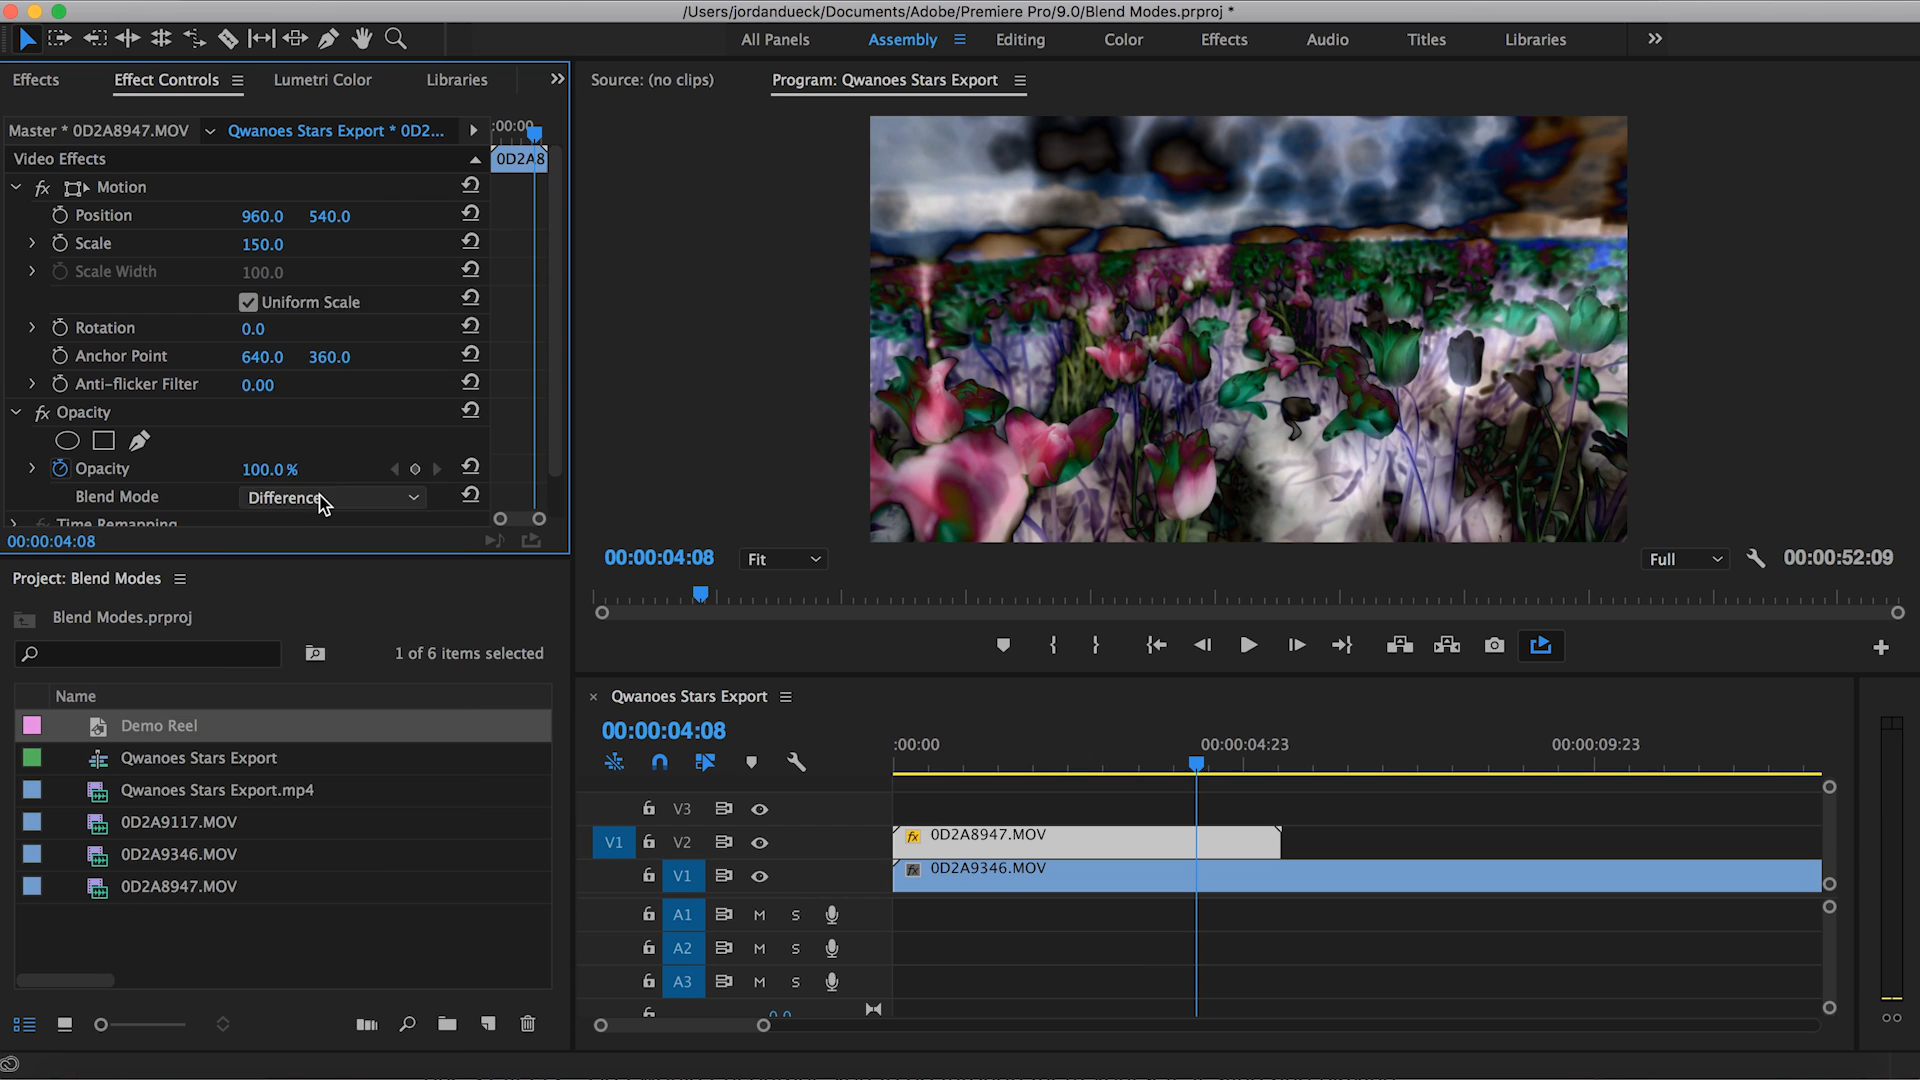 /Users/jordandueck/Documents/Adobe/Premiere Pro/9.0/Blend Modes.prproj *
All Panels Assembly Editing Color Effects Audio Titles Libraries
Effects Effect Controls Lumetri Color Libraries
Source: (no clips) Program: Qwanoes Stars Export
Master * 0D2A8947.MOV Qwanoes Stars Export * 0D2... :00:00
Video Effects 0D2A8
fx Motion
Position 960.0 540.0
Scale 150.0
Scale Width 100.0
Uniform Scale
Rotation 0.0
Anchor Point 640.0 360.0
Anti-flicker Filter 0.00
fx Opacity
Opacity 100.0 %
Blend Mode Difference
fx Time Remapping
00:00:04:08
00:00:04:08 Fit Full 00:00:52:09
Project: Blend Modes
Blend Modes.prproj
1 of 6 items selected
Name
Demo Reel
Qwanoes Stars Export
Qwanoes Stars Export.mp4
0D2A9117.MOV
0D2A9346.MOV
0D2A8947.MOV
Qwanoes Stars Export
00:00:04:08
:00:00 00:00:04:23 00:00:09:23
V3
V1 V2 fx 0D2A8947.MOV
V1 fx 0D2A9346.MOV
A1 M S
A2 M S
A3 M S